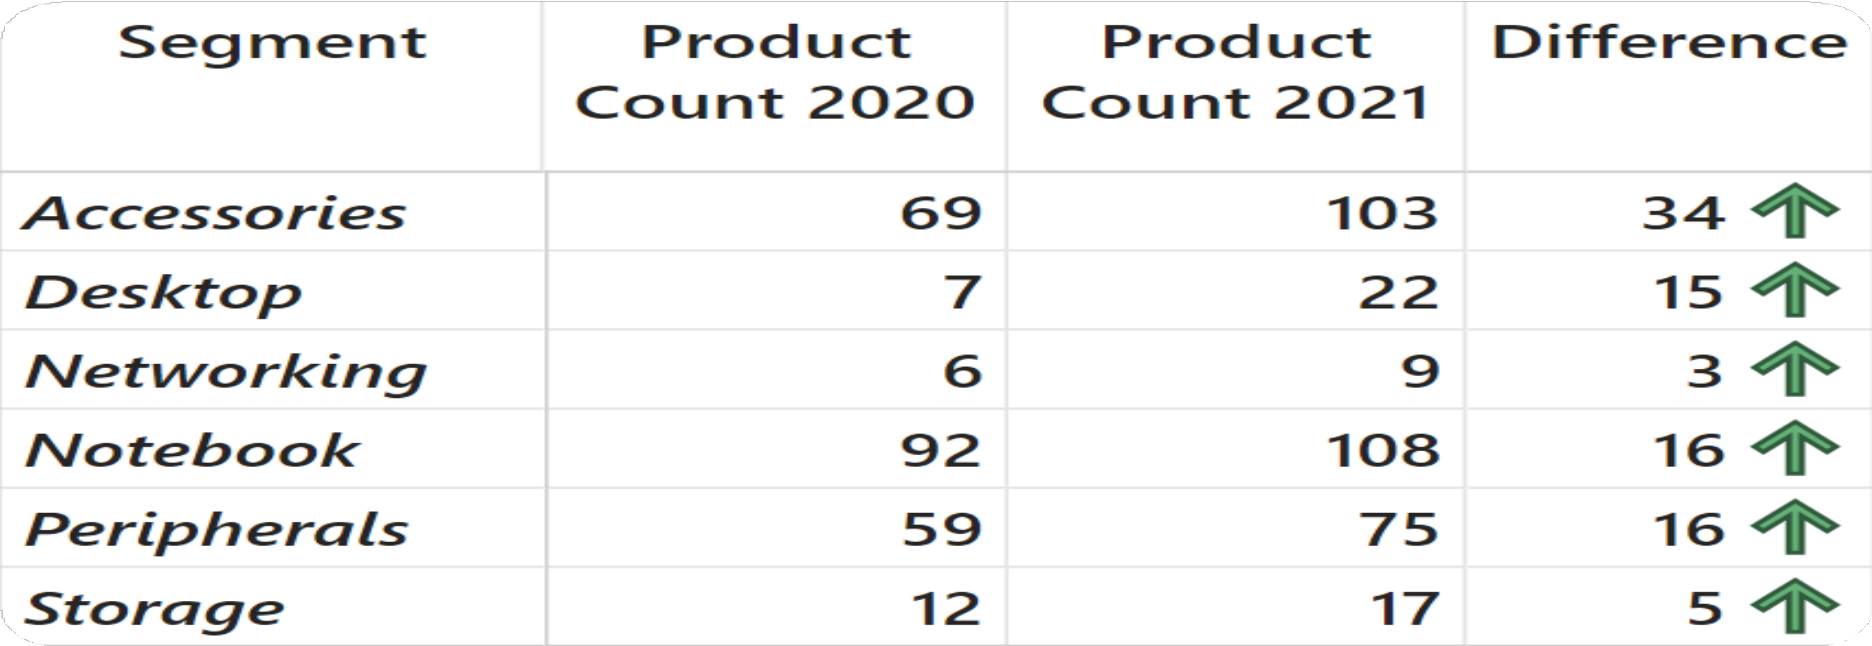 Segment Product Count 2020 Product Count 2021 Difference
Accessories 69 103 34
Desktop 7 22 15
Networking 6 9 3
Notebook 92 108 16
Peripherals 59 75 16
Storage 12 17 5